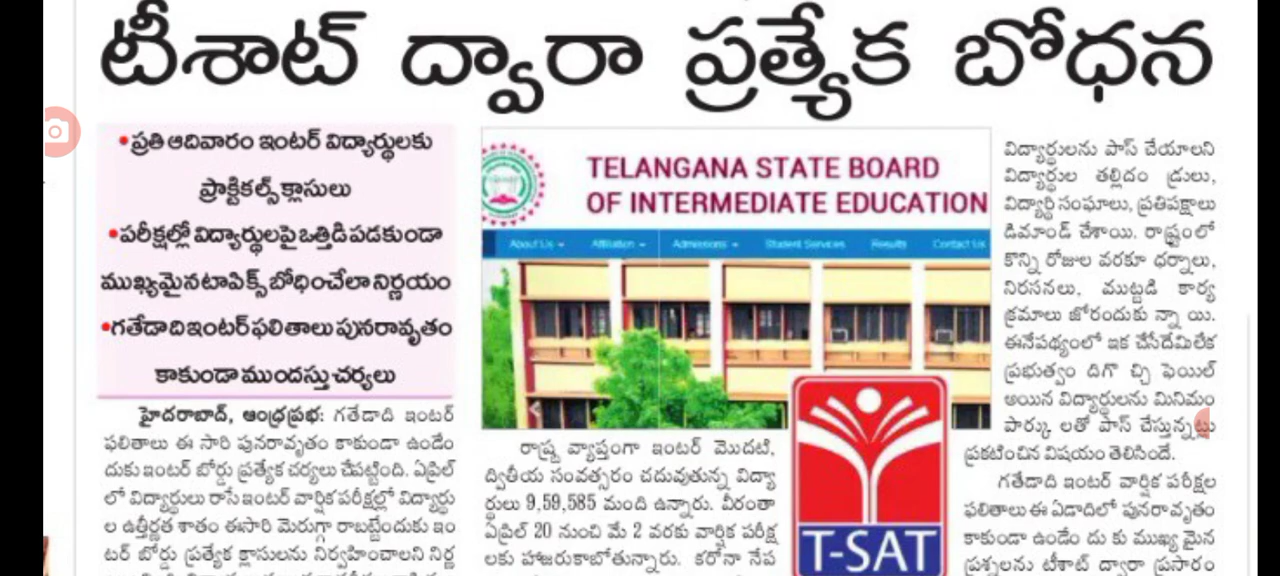 టీశాట్ ద్వారా ప్రత్యేక బోధన
•ప్రతి ఆదివారం ఇంటర్ విద్యార్థులకు
ప్రాక్టికల్స్ క్లాసులు
•పరీక్షల్లో విద్యార్థులపై ఒత్తిడి పడకుండా
ముఖ్యమైన టాపిక్స్ బోధించేలా నిర్ణయం
•గతేడాది ఇంటర్ ఫలితాలు పునరావృతం
కాకుండా ముందస్తు చర్యలు
హైదరాబాద్, ఆంధ్రప్రభ: గతేడాది ఇంటర్
ఫలితాలు ఈ సారి పునరావృతం కాకుండా ఉండేం
దుకు ఇంటర్ బోర్డు ప్రత్యేక చర్యలు చేపట్టింది. ఏప్రిల్
లో విద్యార్థులు రాసే ఇంటర్ వార్షిక పరీక్షల్లో విద్యార్థు
ల ఉత్తీర్ణత శాతం ఈసారి మెరుగ్గా రాబట్టేందుకు ఇం
టర్ బోర్డు ప్రత్యేక క్లాసులను నిర్వహించాలని నిర్ణ
TELANGANA STATE BOARD
OF INTERMEDIATE EDUCATION
About Us Affiliation Admissions Student Services Results Contact Us
రాష్ట్ర వ్యాప్తంగా ఇంటర్ మొదటి,
ద్వితీయ సంవత్సరం చదువుతున్న విద్యా
ర్థులు 9,59,585 మంది ఉన్నారు. వీరంతా
ఏప్రిల్ 20 నుంచి మే 2 వరకు వార్షిక పరీక్ష
లకు హాజరుకాబోతున్నారు. కరోనా నేప
T-SAT
విద్యార్థులను పాస్ చేయాలని
విద్యార్థుల తల్లిదం డ్రులు,
విద్యార్థి సంఘాలు, ప్రతిపక్షాలు
డిమాండ్ చేశాయి. రాష్ట్రంలో
కొన్ని రోజుల వరకూ ధర్నాలు,
నిరసనలు, ముట్టడి కార్య
క్రమాలు జోరందుకు న్నా యి.
ఈనేపథ్యంలో ఇక చేసేదేమిలేక
ప్రభుత్వం దిగొ చ్చి ఫెయిల్
అయిన విద్యార్థులను మినిమం
పార్కు లతో పాస్ చేస్తున్నట్టు
ప్రకటించిన విషయం తెలిసిందే.
గతేడాది ఇంటర్ వార్షిక పరీక్షల
ఫలితాలు ఈ ఏడాదిలో పునరావృతం
కాకుండా ఉండేం దు కు ముఖ్య మైన
ప్రశ్నలను టీశాట్ ద్వారా ప్రసారం